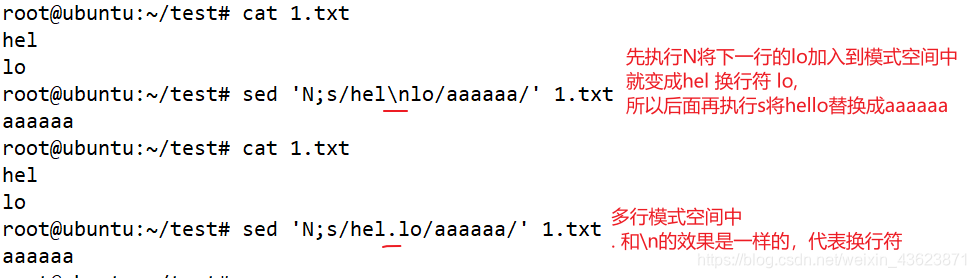 root@ubuntu:~/test# cat 1.txt
hel
lo
root@ubuntu:~/test# sed 'N;s/hel\nlo/aaaaaa/' 1.txt
aaaaaa
先执行N将下一行的lo加入到模式空间中
就变成hel 换行符 lo,
所以后面再执行s将hello替换成aaaaaa
root@ubuntu:~/test# cat 1.txt
hel
lo
root@ubuntu:~/test# sed 'N;s/hel.lo/aaaaaa/' 1.txt
aaaaaa
多行模式空间中
. 和\n的效果是一样的，代表换行符
https://blog.csdn.net/weixin_43623871